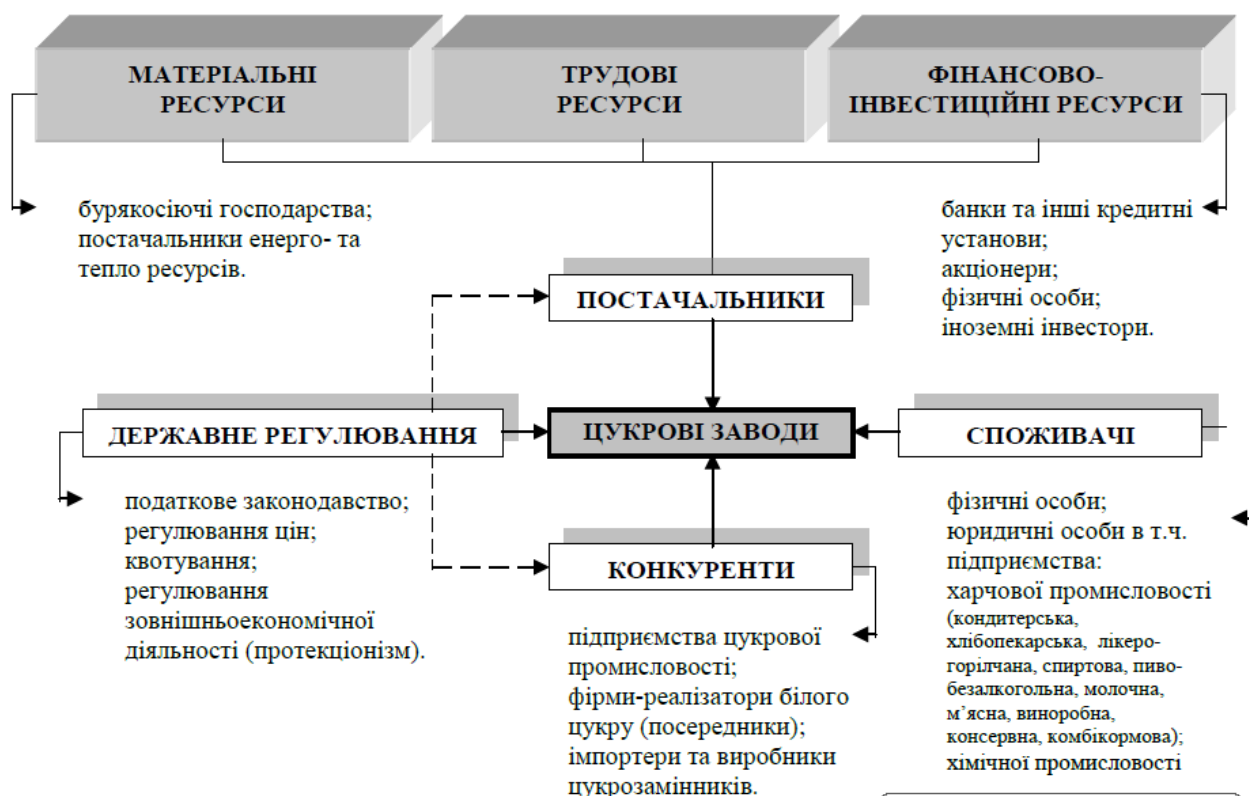 МАТЕРІАЛЬНІ
РЕСУРСИ
ТРУДОВІ
РЕСУРСИ
ФІНАНСОВО-
ІНВЕСТИЦІЙНІ РЕСУРСИ
бурякосіючі господарства;
постачальники енерго- та
тепло ресурсів.
банки та інші кредитні
установи;
акціонери;
фізичні особи;
іноземні інвестори.
ПОСТАЧАЛЬНИКИ
ДЕРЖАВНЕ РЕГУЛЮВАННЯ
ЦУКРОВІ ЗАВОДИ
СПОЖИВАЧІ
податкове законодавство;
регулювання цін;
квотування;
регулювання
зовнішньоекономічної
діяльності (протекціонізм).
КОНКУРЕНТИ
підприємства цукрової
промисловості;
фірми-реалізатори білого
цукру (посередники);
імпортери та виробники
цукрозамінників.
фізичні особи;
юридичні особи в т.ч.
підприємства:
харчової промисловості
(кондитерська,
хлібопекарська, лікеро-
горілчана, спиртова, пиво-
безалкогольна, молочна,
м’ясна, виноробна,
консервна, комбікормова);
хімічної промисловості